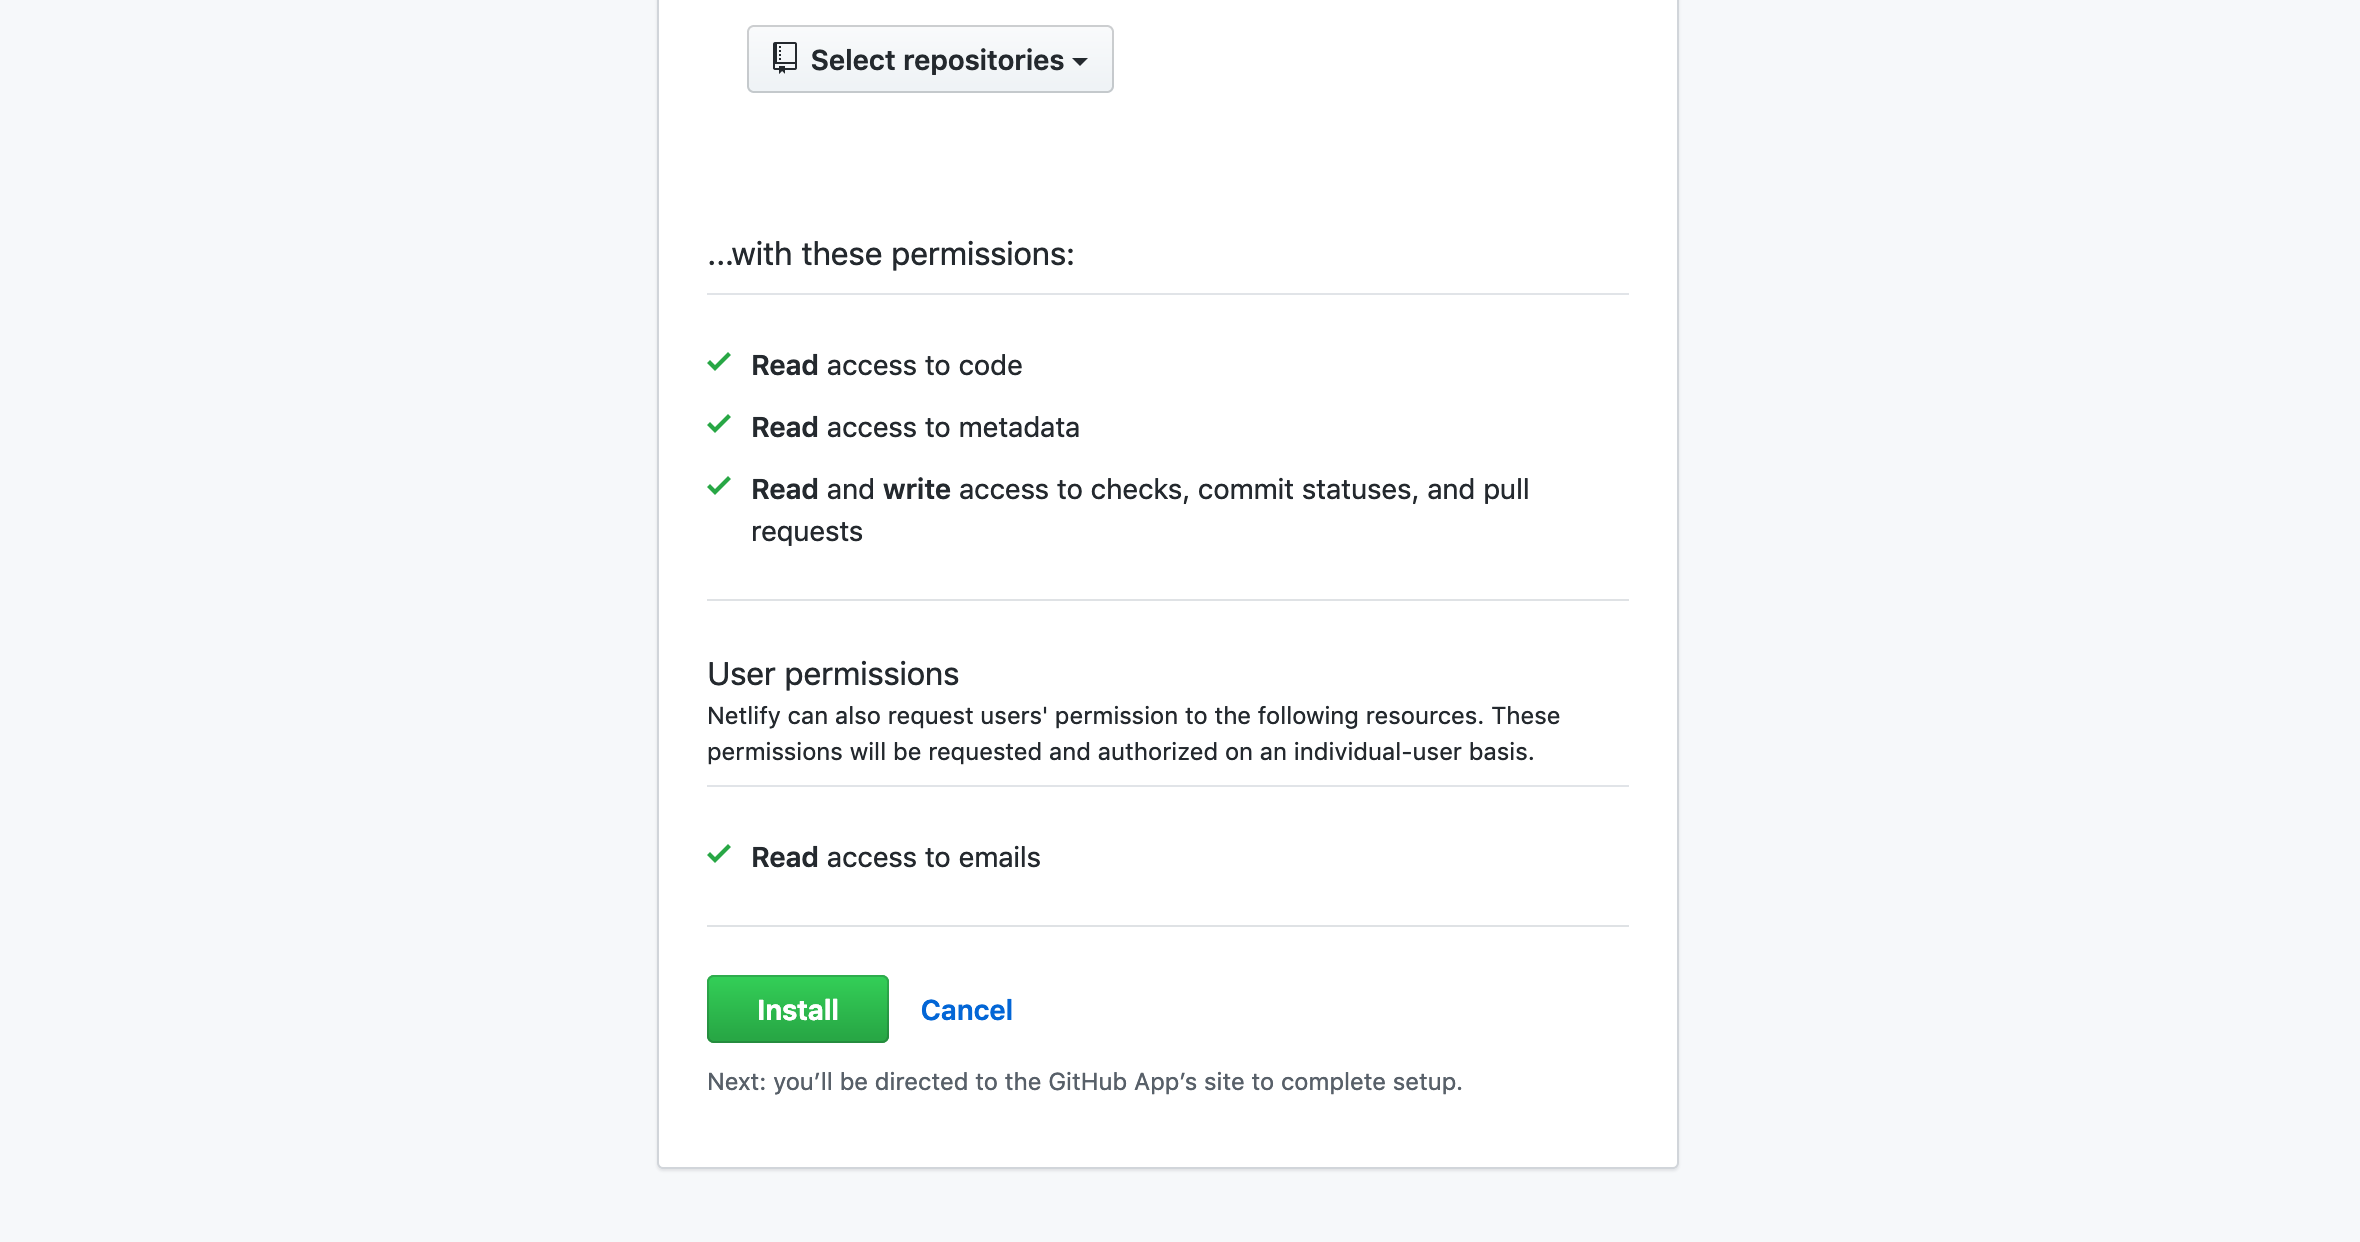 Select repositories
...with these permissions:
Read access to code
Read access to metadata
Read and write access to checks, commit statuses, and pull
requests
User permissions
Netlify can also request users' permission to the following resources. These
permissions will be requested and authorized on an individual-user basis.
Read access to emails
Install Cancel
Next: you’ll be directed to the GitHub App’s site to complete setup.